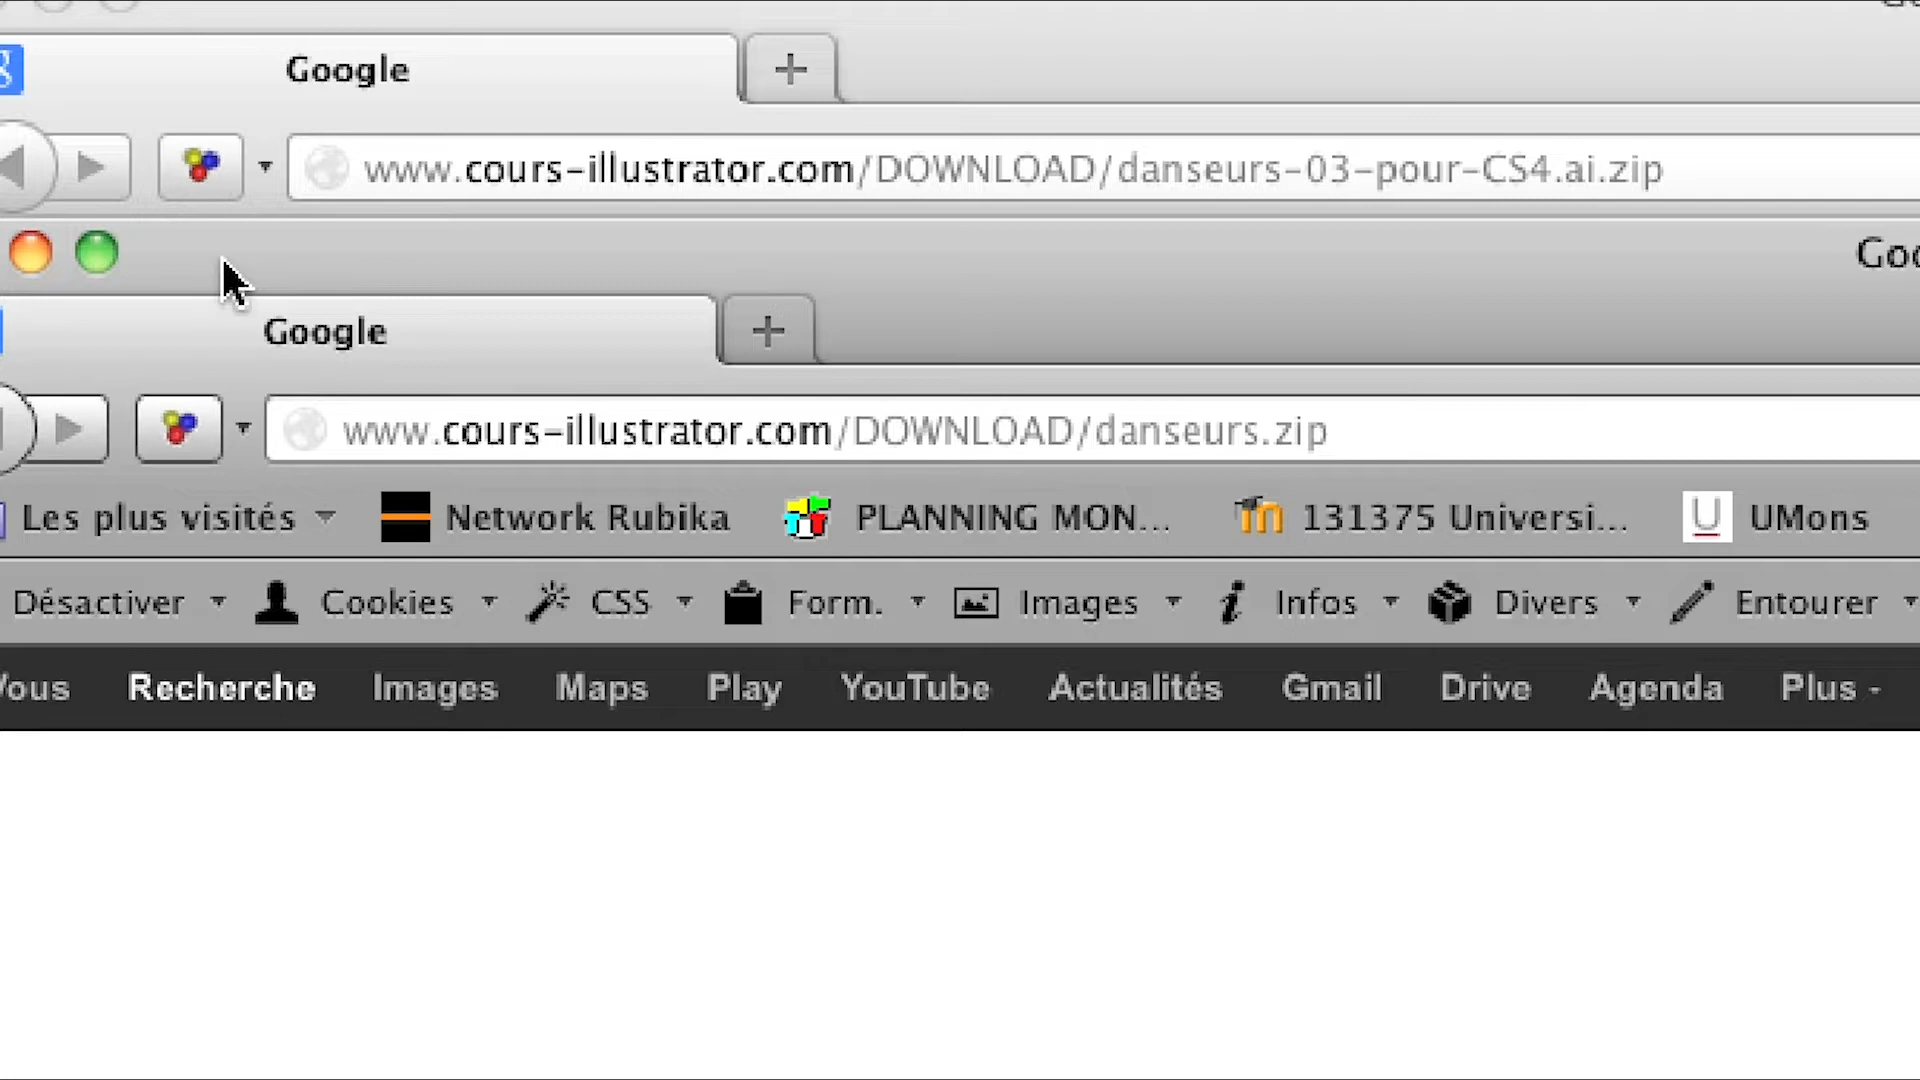 Google
www.cours-illustrator.com/DOWNLOAD/danseurs-03-pour-CS4.ai.zip
Goo
Google
www.cours-illustrator.com/DOWNLOAD/danseurs.zip
Les plus visités Network Rubika PLANNING MON... 131375 Universi... UMons
Désactiver Cookies CSS Form. Images Infos Divers Entourer
Vous Recherche Images Maps Play YouTube Actualités Gmail Drive Agenda Plus -